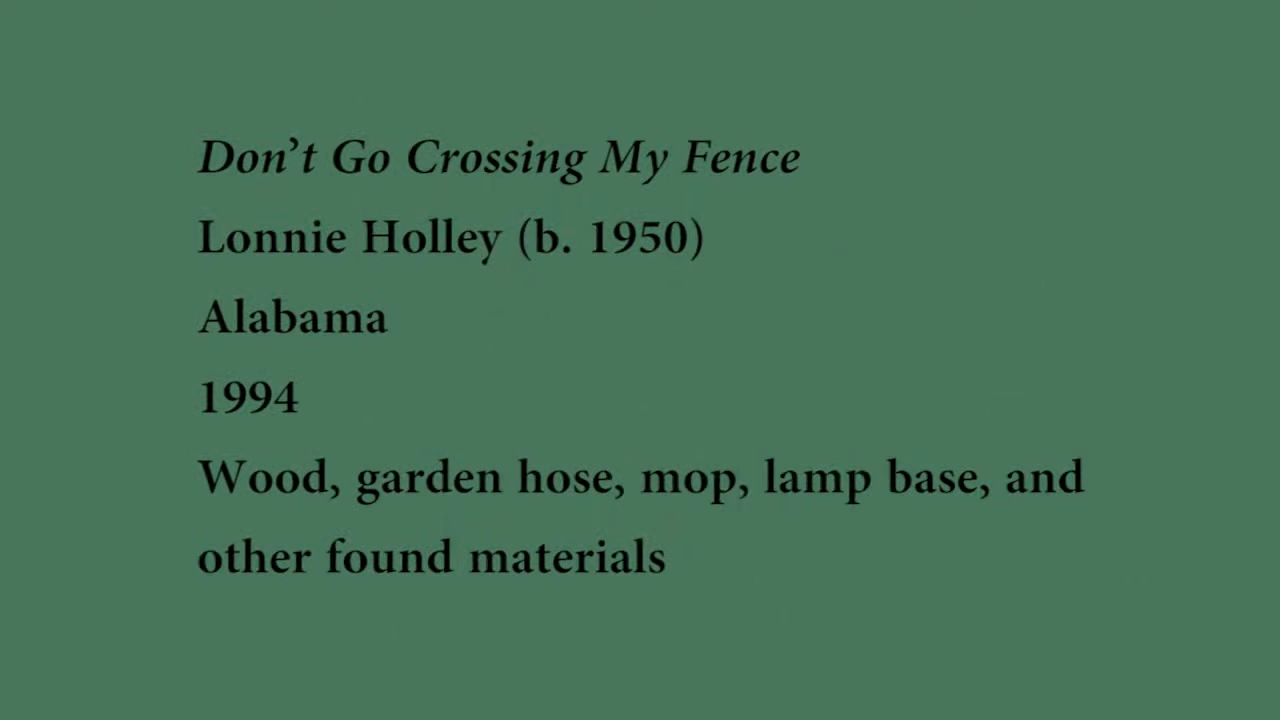 Don’t Go Crossing My Fence
Lonnie Holley (b. 1950)
Alabama
1994
Wood, garden hose, mop, lamp base, and
other found materials